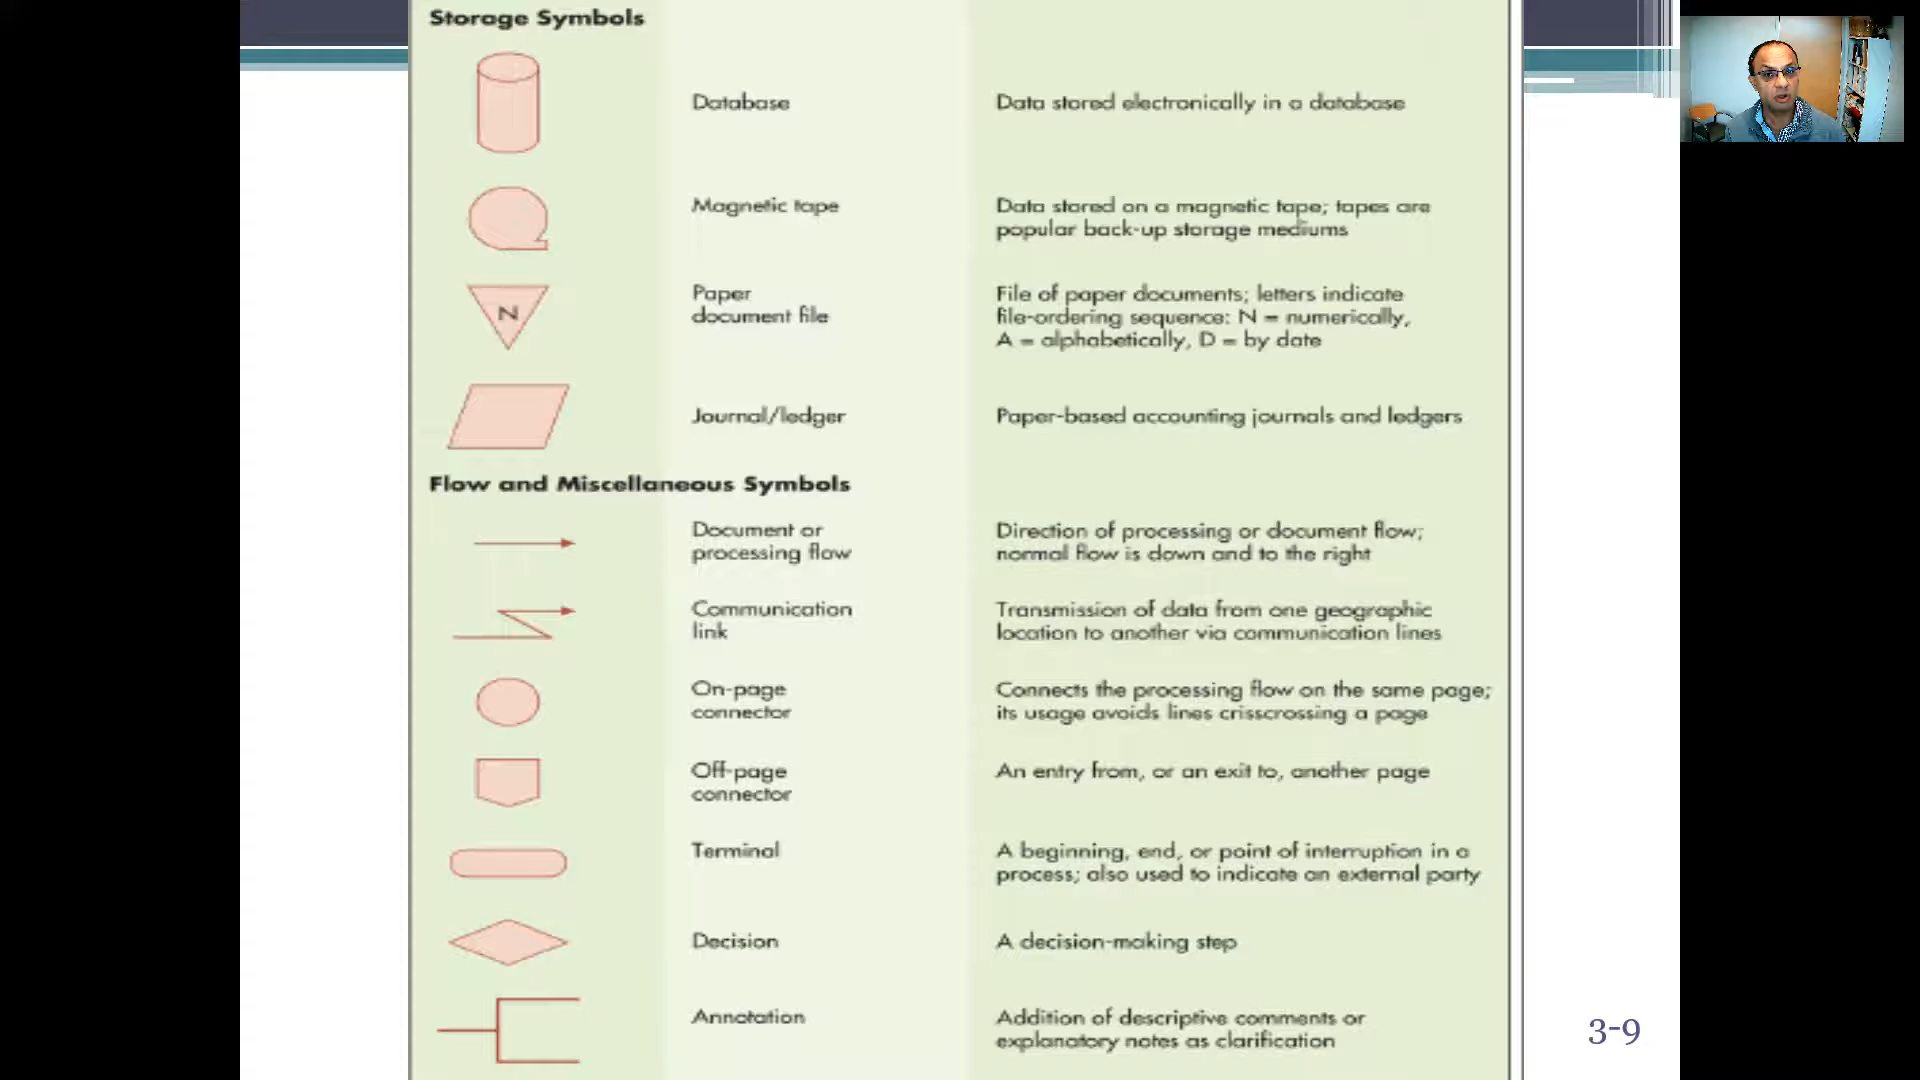 Storage Symbols
Database
Data stored electronically in a database
Magnetic tape
Data stored on a magnetic tape; tapes are
popular back-up storage mediums
N
Paper
document file
File of paper documents; letters indicate
file-ordering sequence: N = numerically,
A = alphabetically, D = by date
Journal/ledger
Paper-based accounting journals and ledgers
Flow and Miscellaneous Symbols
Document or
processing flow
Direction of processing or document flow;
normal flow is down and to the right
Communication
link
Transmission of data from one geographic
location to another via communication lines
On-page
connector
Connects the processing flow on the same page;
its usage avoids lines crisscrossing a page
Off-page
connector
An entry from, or an exit to, another page
Terminal
A beginning, end, or point of interruption in a
process; also used to indicate an external party
Decision
A decision-making step
Annotation
Addition of descriptive comments or
explanatory notes as clarification
3-9